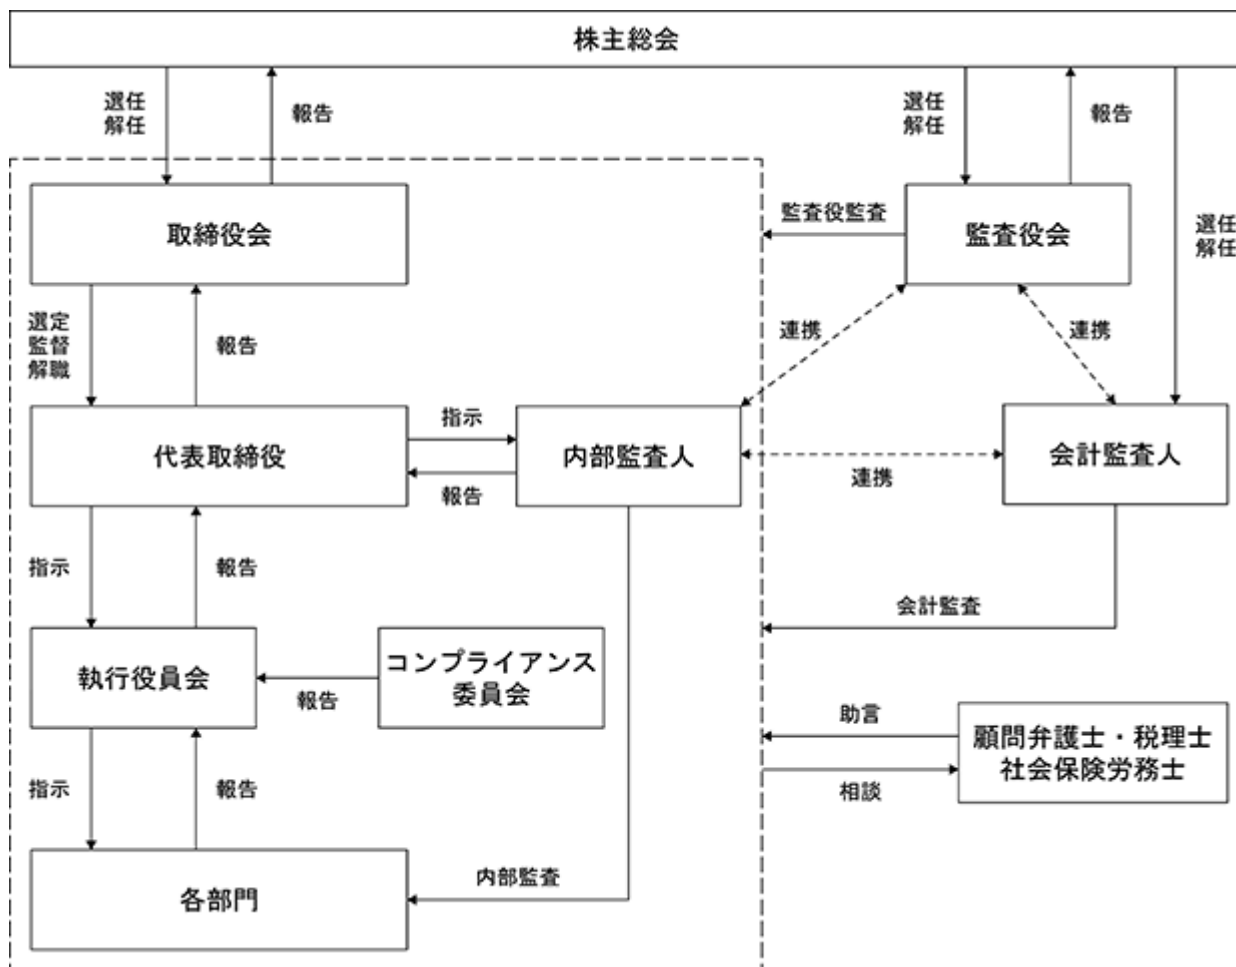 株主総会
選任
解任
報告
選任
解任
報告
選任
解任
取締役会
監査役監査
監査役会
選定
監督
解職
報告
連携
連携
代表取締役
指示
報告
内部監査人
連携
会計監査人
指示
報告
会計監査
執行役員会
報告
コンプライアンス
委員会
助言
相談
顧問弁護士・税理士
社会保険労務士
指示
報告
内部監査
各部門